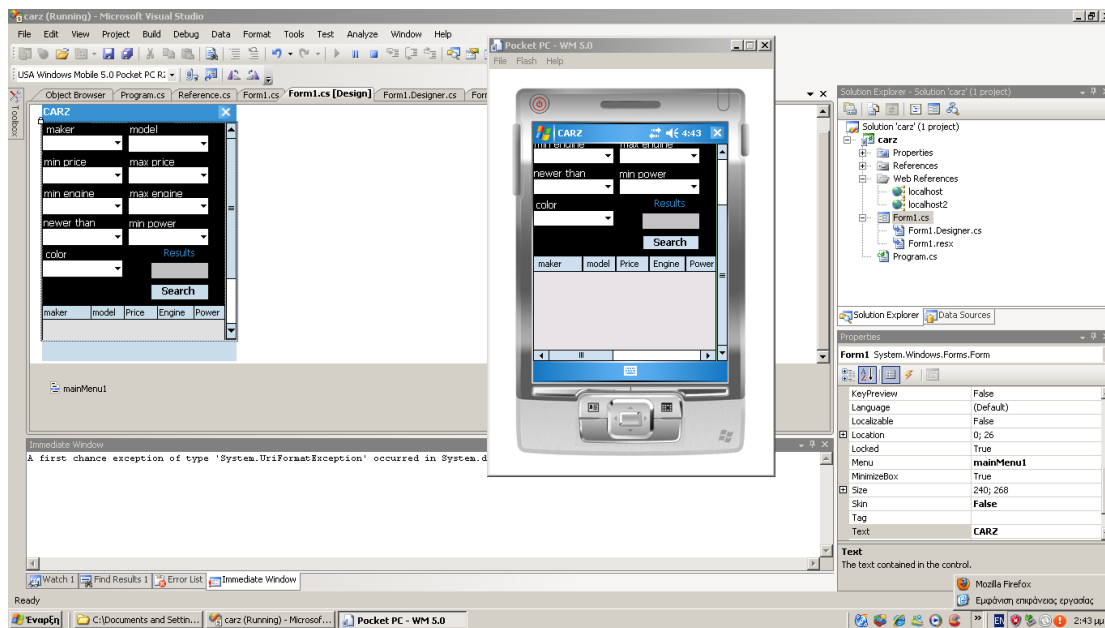 carz (Running) - Microsoft Visual Studio
File Edit View Project Build Debug Data Format Tools Test Analyze Window Help
USA Windows Mobile 5.0 Pocket PC R2
Toolbox
Object Browser Program.cs Reference.cs Form1.cs Form1.cs [Design] Form1.Designer.cs
CARZ
maker model
min price max price
min engine max engine
newer than min power
color Results
Search
maker model Price Engine Power
mainMenu1
Pocket PC - WM 5.0
File Flash Help
CARZ 4:43
min engine max engine
newer than min power
color Results
Search
maker model Price Engine Power
Solution Explorer - Solution 'carz' (1 project)
Solution 'carz' (1 project)
carz
Properties
References
Web References
localhost
localhost2
Form1.cs
Form1.Designer.cs
Form1.resx
Program.cs
Solution Explorer Data Sources
Properties
Form1 System.Windows.Forms.Form
KeyPreview False
Language (Default)
Localizable False
Location 0; 26
Locked True
Menu mainMenu1
MinimizeBox True
Size 240; 268
Skin False
Tag
Text CARZ
Text
The text contained in the control.
Immediate Window
A first chance exception of type 'System.UriFormatException' occurred in System.d
Watch 1 Find Results 1 Error List Immediate Window
Ready
Mozilla Firefox
Εμφάνιση επιφάνειας εργασίας
Έναρξη C:\Documents and Settin... carz (Running) - Microsof... Pocket PC - WM 5.0 EN 2:43 μμ